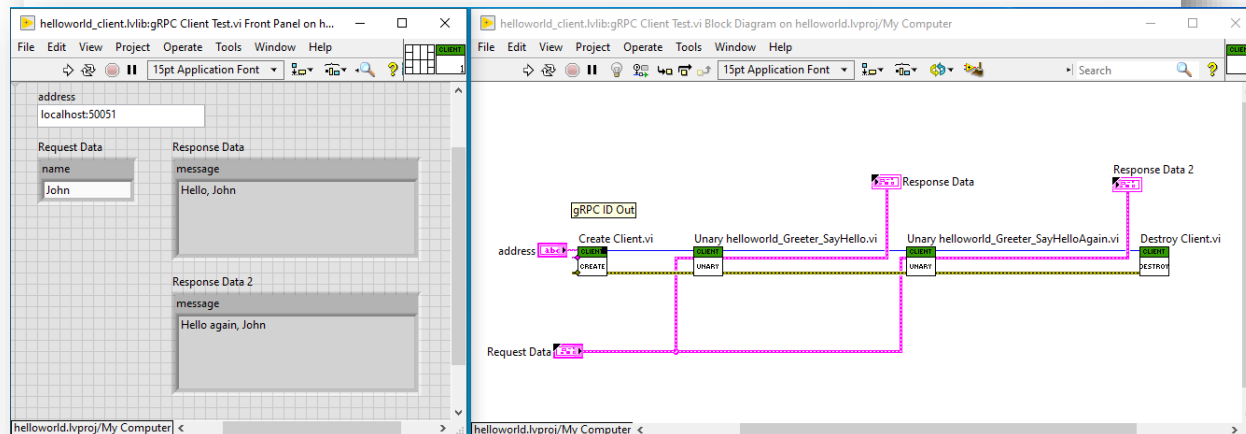 helloworld_client.lvlib:gRPC Client Test.vi Front Panel on h...
File Edit View Project Operate Tools Window Help
15pt Application Font
CLIENT
1
address
localhost:50051
Request Data
name
John
Response Data
message
Hello, John
Response Data 2
message
Hello again, John
helloworld.lvproj/My Computer
helloworld_client.lvlib:gRPC Client Test.vi Block Diagram on helloworld.lvproj/My Computer
File Edit View Project Operate Tools Window Help
15pt Application Font
Search
CLIENT
Response Data
Response Data 2
gRPC ID Out
address
abc
Create Client.vi
CLIENT
CREATE
Unary helloworld_Greeter_SayHello.vi
CLIENT
UNARY
Unary helloworld_Greeter_SayHelloAgain.vi
CLIENT
UNARY
Destroy Client.vi
CLIENT
DESTROY
Request Data
helloworld.lvproj/My Computer